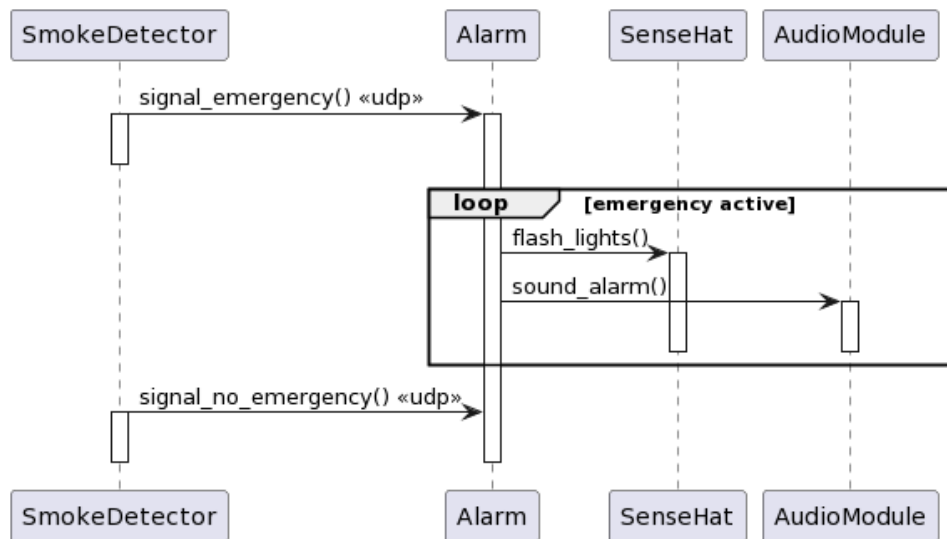 SmokeDetector Alarm SenseHat AudioModule
signal_emergency() «udp»
loop [emergency active]
flash_lights()
sound_alarm()
signal_no_emergency() «udp»
SmokeDetector Alarm SenseHat AudioModule